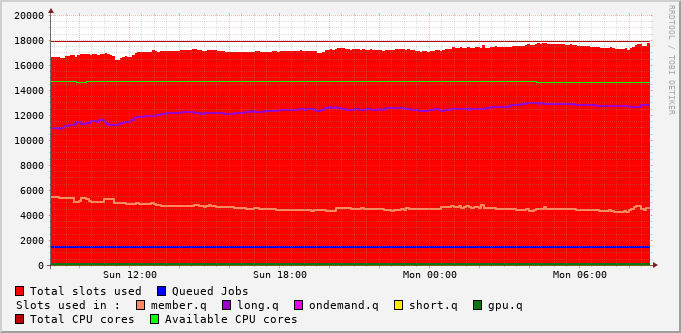 20000
18000
16000
14000
12000
10000
8000
6000
4000
2000
0
Sun 12:00 Sun 18:00 Mon 00:00 Mon 06:00
Total slots used Queued Jobs
Slots used in : member.q long.q ondemand.q short.q gpu.q
Total CPU cores Available CPU cores
RRDTOOL / TOBI OETIKER